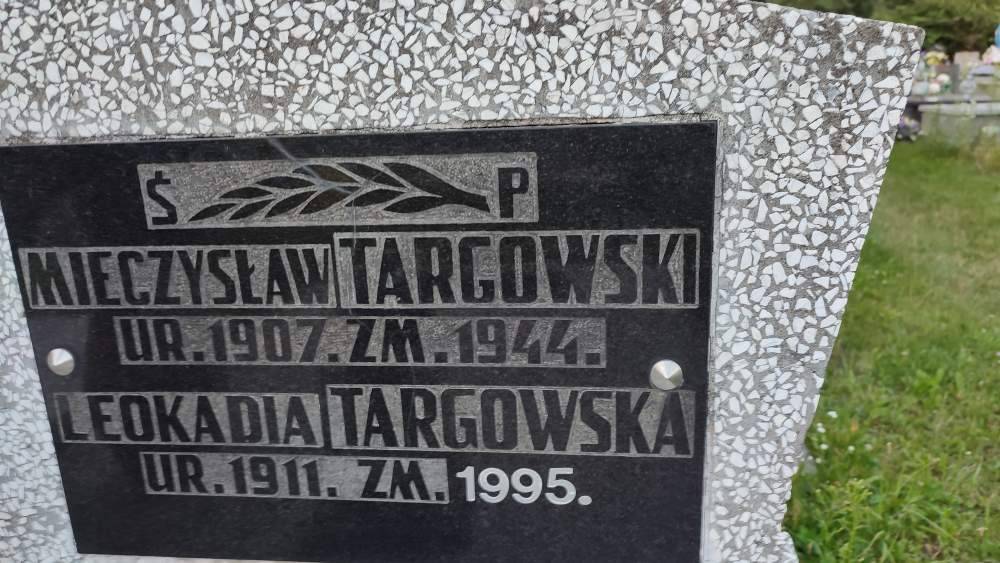 Ś P
MIECZYSŁAW TARGOWSKI
UR. 1907. ZM. 1944.
LEOKADIA TARGOWSKA
UR. 1911. ZM. 1995.